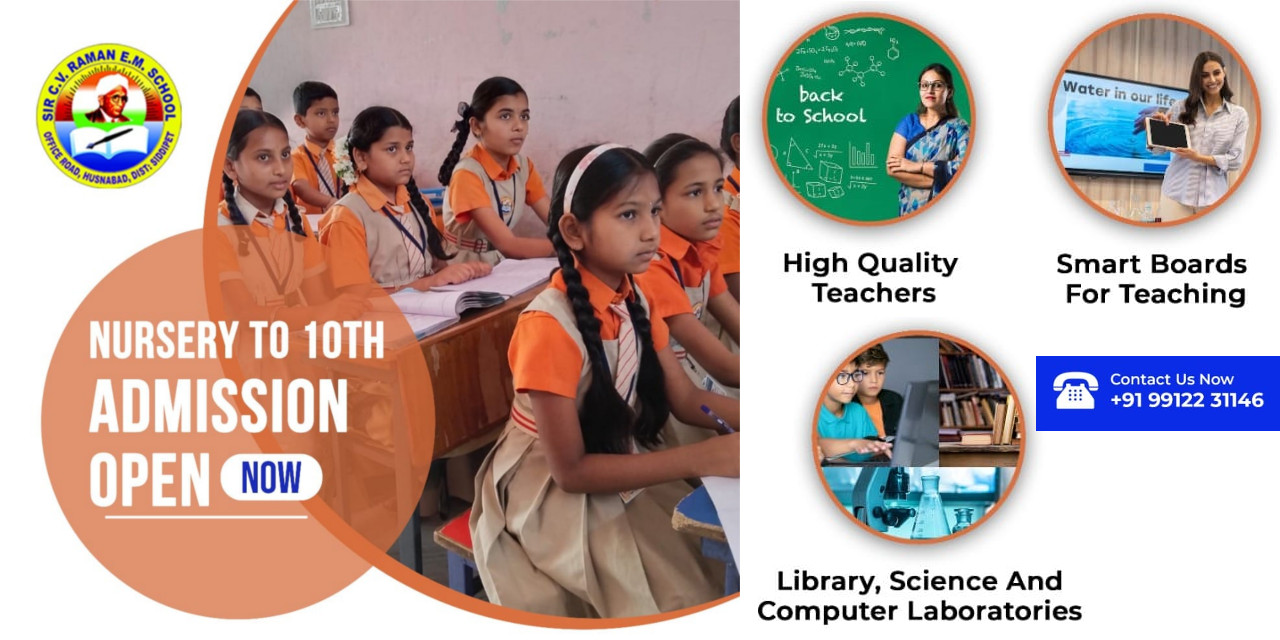 SIR C.V. RAMAN E.M. SCHOOL
OFFICE ROAD, HUSNABAD, DIST: SIDDIPET
NURSERY TO 10TH
ADMISSION
OPEN NOW
back
to School
High Quality
Teachers
Water in our life
Smart Boards
For Teaching
Contact Us Now
+91 99122 31146
Library, Science And
Computer Laboratories